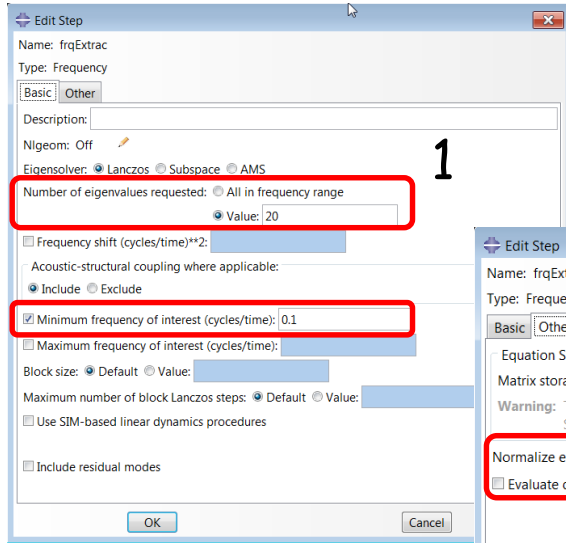 Edit Step
Name: frqExtrac
Type: Frequency
Basic Other
Description:
Nlgeom: Off
Eigensolver: Lanczos Subspace AMS
Number of eigenvalues requested: All in frequency range
Value: 20
Frequency shift (cycles/time)**2:
Acoustic-structural coupling where applicable:
Include Exclude
Minimum frequency of interest (cycles/time): 0.1
Maximum frequency of interest (cycles/time):
Block size: Default Value:
Maximum number of block Lanczos steps: Default Value:
Use SIM-based linear dynamics procedures
Include residual modes
OK Cancel
1
Edit Step
Name: frqExt
Type: Freque
Basic Othe
Equation S
Matrix stora
Warning:
Normalize e
Evaluate